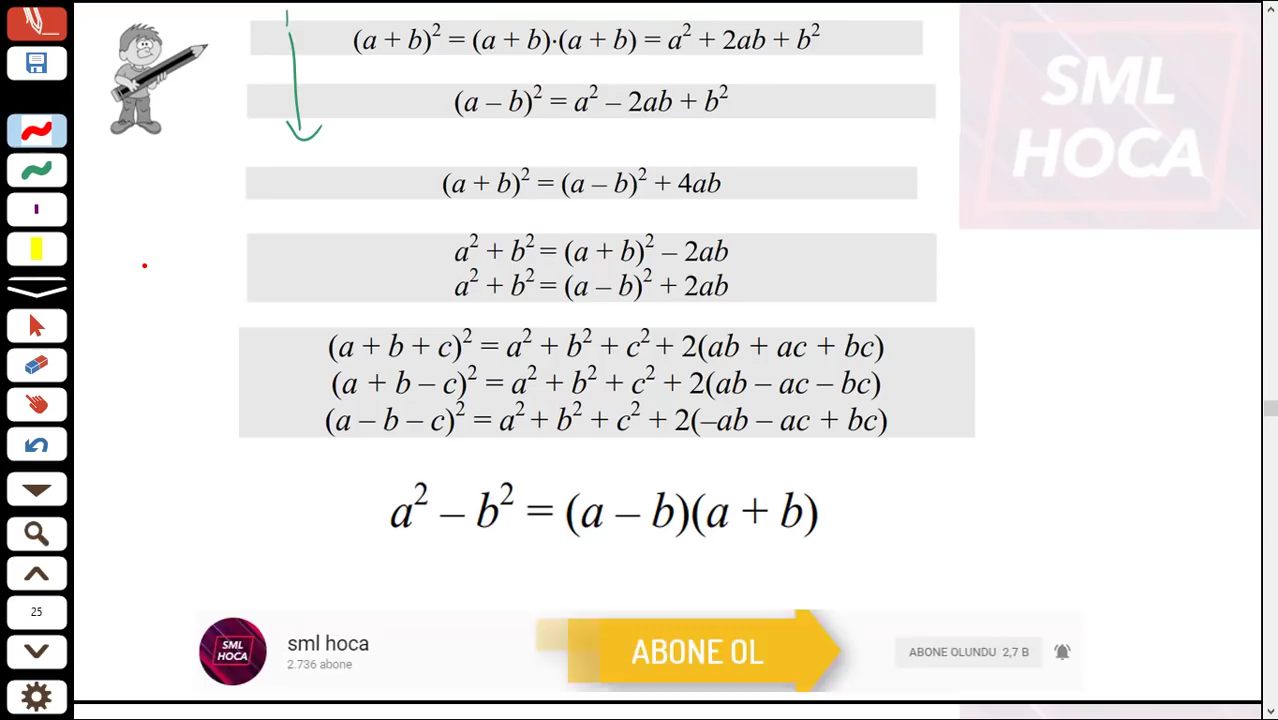 (a + b)² = (a + b)·(a + b) = a² + 2ab + b²
(a – b)² = a² – 2ab + b²
SML
HOCA
(a + b)² = (a – b)² + 4ab
a² + b² = (a + b)² – 2ab
a² + b² = (a – b)² + 2ab
(a + b + c)² = a² + b² + c² + 2(ab + ac + bc)
(a + b – c)² = a² + b² + c² + 2(ab – ac – bc)
(a – b – c)² = a² + b² + c² + 2(–ab – ac + bc)
a² – b² = (a – b)(a + b)
25
SML
HOCA
sml hoca
2.736 abone
ABONE OL
ABONE OLUNDU 2,7 B